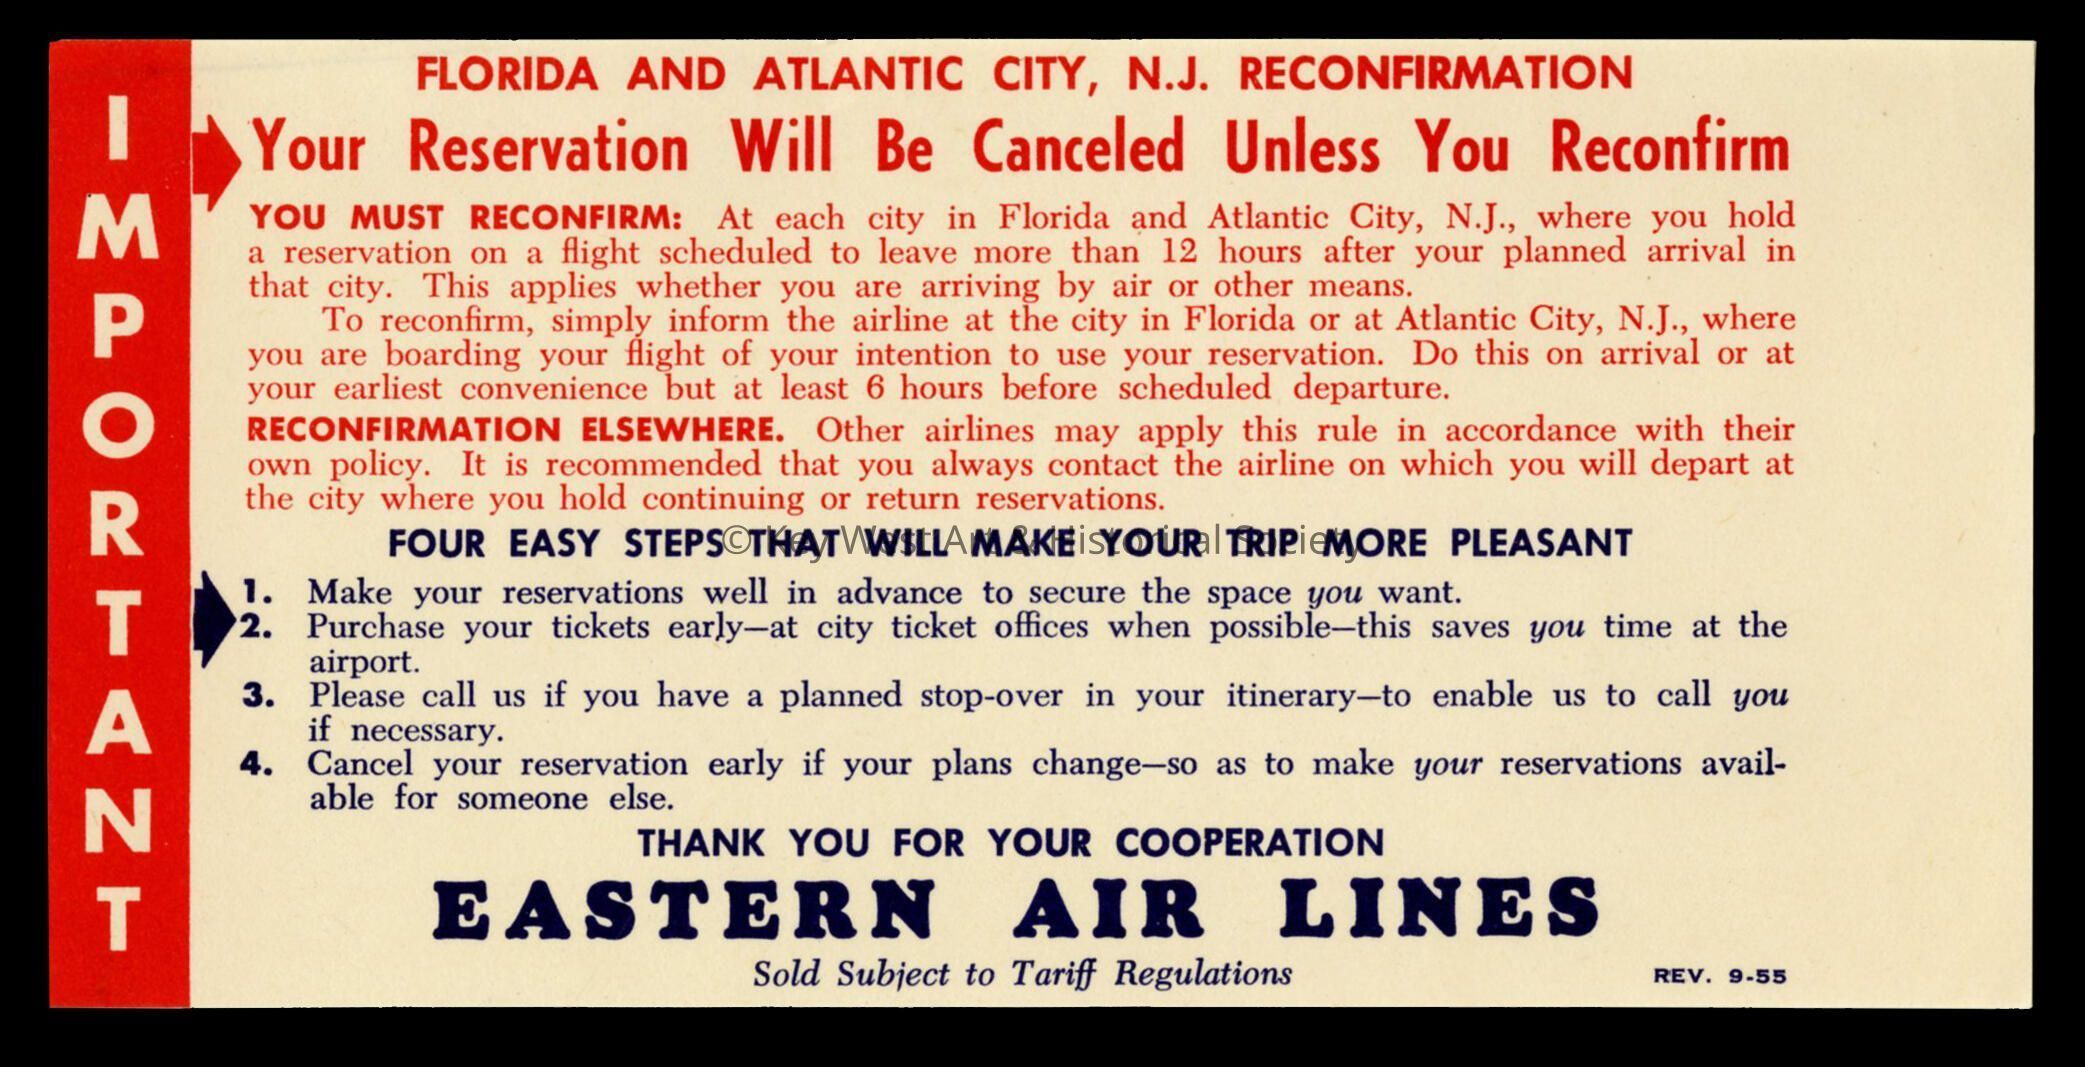 IMPORTANT
FLORIDA AND ATLANTIC CITY, N.J. RECONFIRMATION
Your Reservation Will Be Canceled Unless You Reconfirm
YOU MUST RECONFIRM: At each city in Florida and Atlantic City, N.J., where you hold
a reservation on a flight scheduled to leave more than 12 hours after your planned arrival in
that city. This applies whether you are arriving by air or other means.
To reconfirm, simply inform the airline at the city in Florida or at Atlantic City, N.J., where
you are boarding your flight of your intention to use your reservation. Do this on arrival or at
your earliest convenience but at least 6 hours before scheduled departure.
RECONFIRMATION ELSEWHERE. Other airlines may apply this rule in accordance with their
own policy. It is recommended that you always contact the airline on which you will depart at
the city where you hold continuing or return reservations.
FOUR EASY STEPS THAT WILL MAKE YOUR TRIP MORE PLEASANT
© Key West Art & Historical Society
1. Make your reservations well in advance to secure the space you want.
2. Purchase your tickets early—at city ticket offices when possible—this saves you time at the
airport.
3. Please call us if you have a planned stop-over in your itinerary—to enable us to call you
if necessary.
4. Cancel your reservation early if your plans change—so as to make your reservations avail-
able for someone else.
THANK YOU FOR YOUR COOPERATION
EASTERN AIR LINES
Sold Subject to Tariff Regulations
REV. 9-55